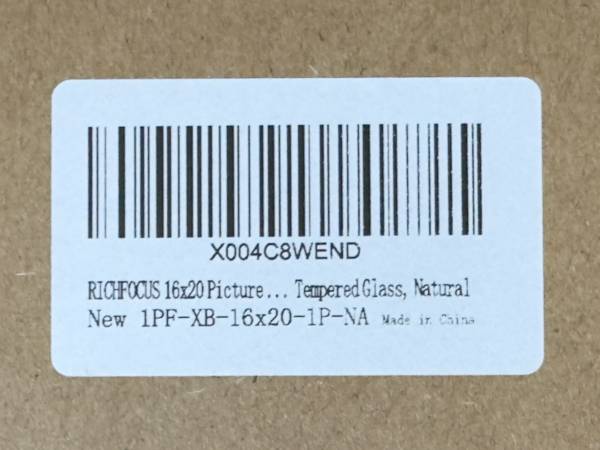 X004C8WEND
RICHFOCUS 16x20 Picture... Tempered Glass, Natural
New 1PF-XB-16x20-1P-NA Made in China